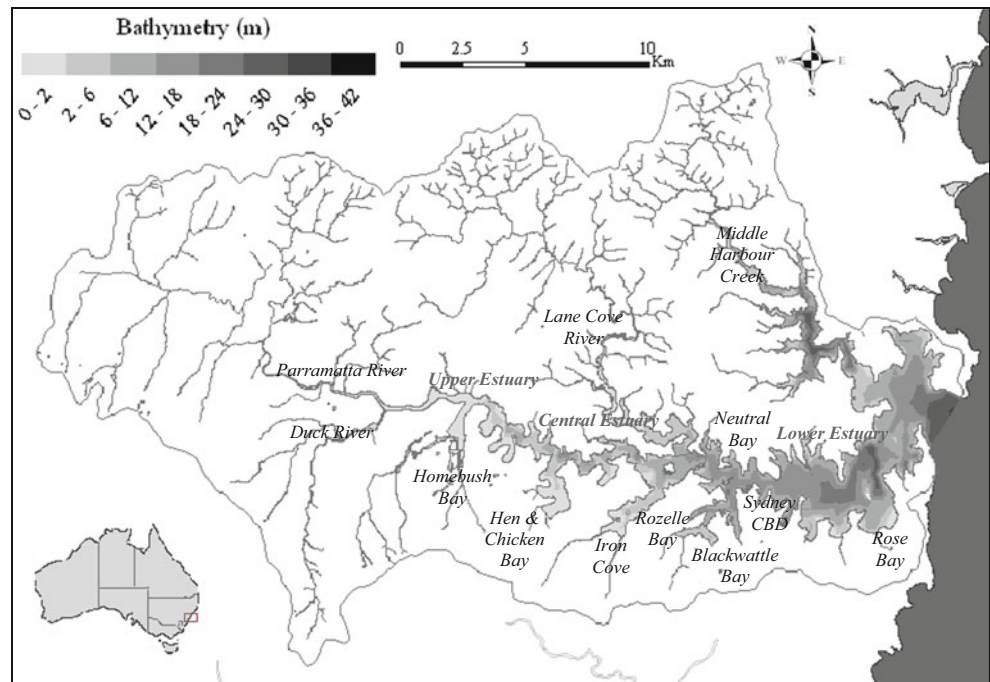 Bathymetry (m)
0 - 2
2 - 6
6 - 12
12 - 18
18 - 24
24 - 30
30 - 36
36 - 42
0 2.5 5 10
Km
N
W E
S
Middle
Harbour
Creek
Lane Cove
River
Parramatta River
Upper Estuary
Central Estuary
Neutral
Bay
Lower Estuary
Duck River
Homebush
Bay
Hen &
Chicken
Bay
Iron
Cove
Rozelle
Bay
Blackwattle
Bay
Sydney
CBD
Rose
Bay